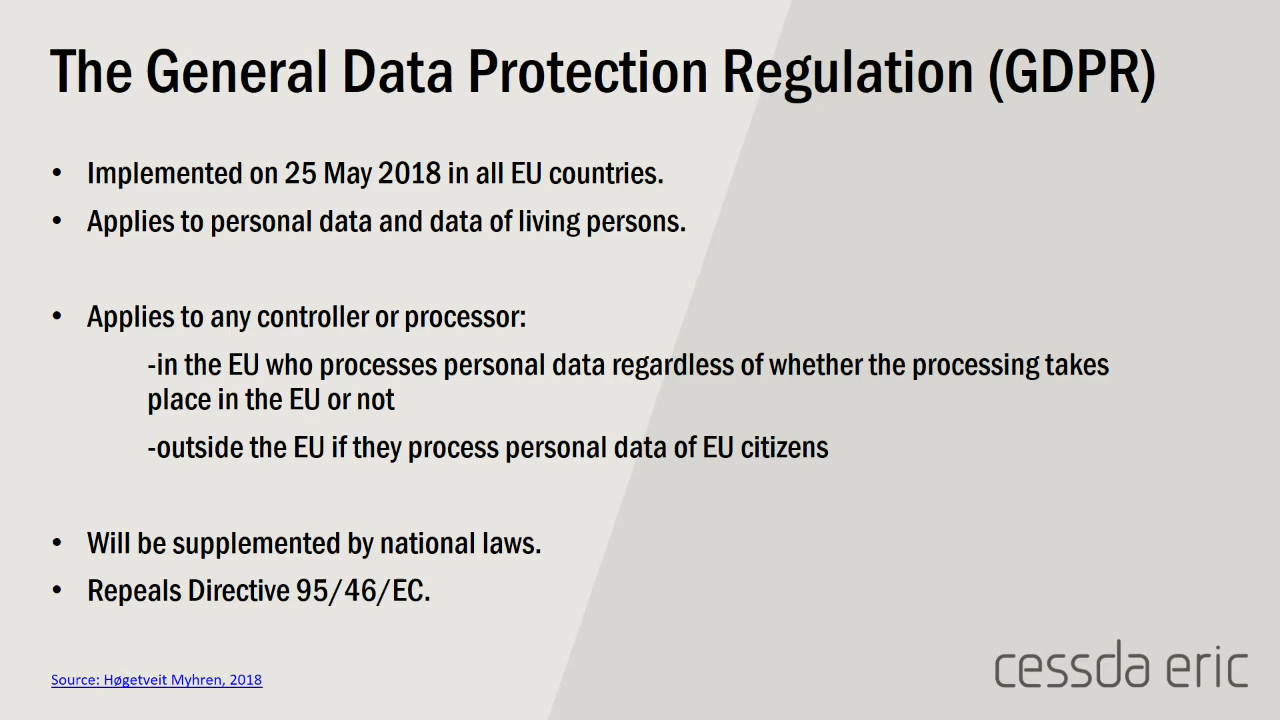 The General Data Protection Regulation (GDPR)
• Implemented on 25 May 2018 in all EU countries.
• Applies to personal data and data of living persons.
• Applies to any controller or processor:
-in the EU who processes personal data regardless of whether the processing takes
place in the EU or not
-outside the EU if they process personal data of EU citizens
• Will be supplemented by national laws.
• Repeals Directive 95/46/EC.
Source: Høgetveit Myhren, 2018
cessda eric